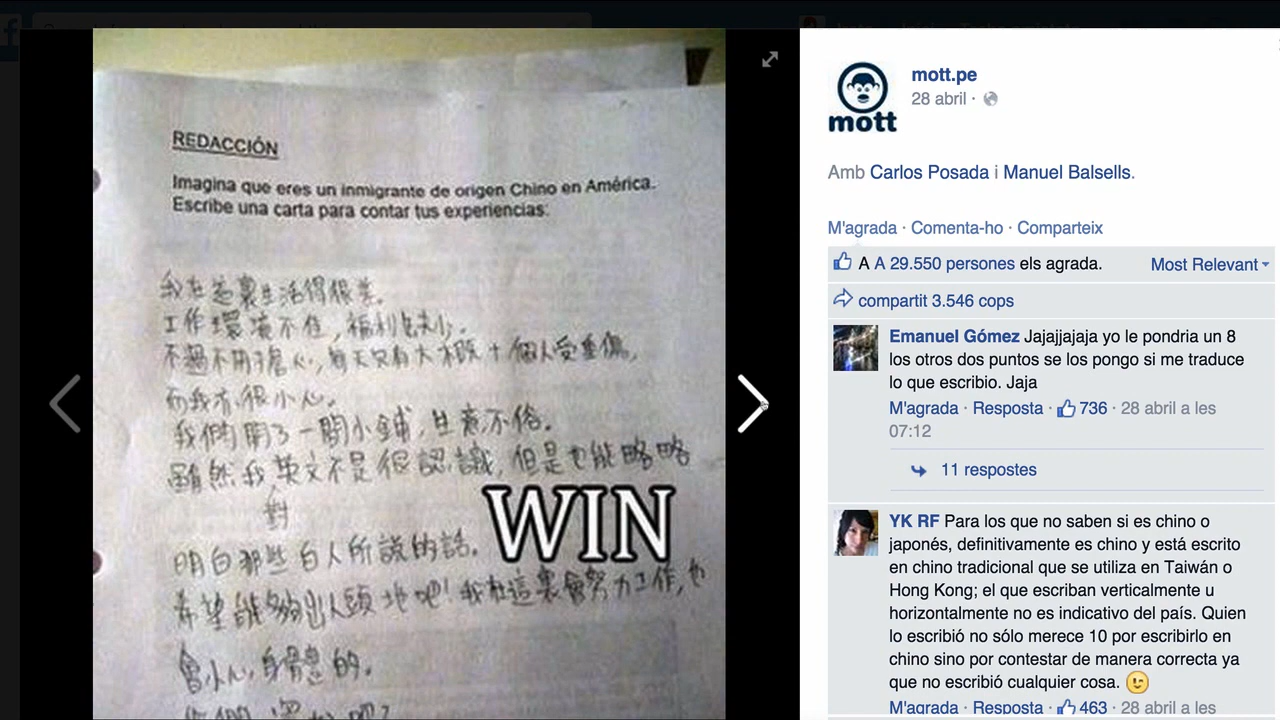 REDACCIÓN
Imagina que eres un inmigrante de origen Chino en América.
Escribe una carta para contar tus experiencias:
我在這裏生活得很差。
工作環境不佳，福利缺少。
不過不用擔心，每天只有大概十個人受重傷，
而我亦很小心。
我們開了一間小鋪，生意不俗。
雖然我對英文不是很認識，但是也能略略
明白那些白人所說的話。
希望能夠出人頭地吧！我在這裏會努力工作，也
會小心身體的。
WIN
mott
mott.pe
28 abril ·
Amb Carlos Posada i Manuel Balsells.
M'agrada · Comenta-ho · Comparteix
A A 29.550 persones els agrada.
Most Relevant
compartit 3.546 cops
Emanuel Gómez Jajajjajaja yo le pondria un 8
los otros dos puntos se los pongo si me traduce
lo que escribio. Jaja
M'agrada · Resposta · 736 · 28 abril a les
07:12
11 respostes
YK RF Para los que no saben si es chino o
japonés, definitivamente es chino y está escrito
en chino tradicional que se utiliza en Taiwán o
Hong Kong; el que escriban verticalmente u
horizontalmente no es indicativo del país. Quien
lo escribió no sólo merece 10 por escribirlo en
chino sino por contestar de manera correcta ya
que no escribió cualquier cosa.
M'agrada · Resposta · 463 · 28 abril a les